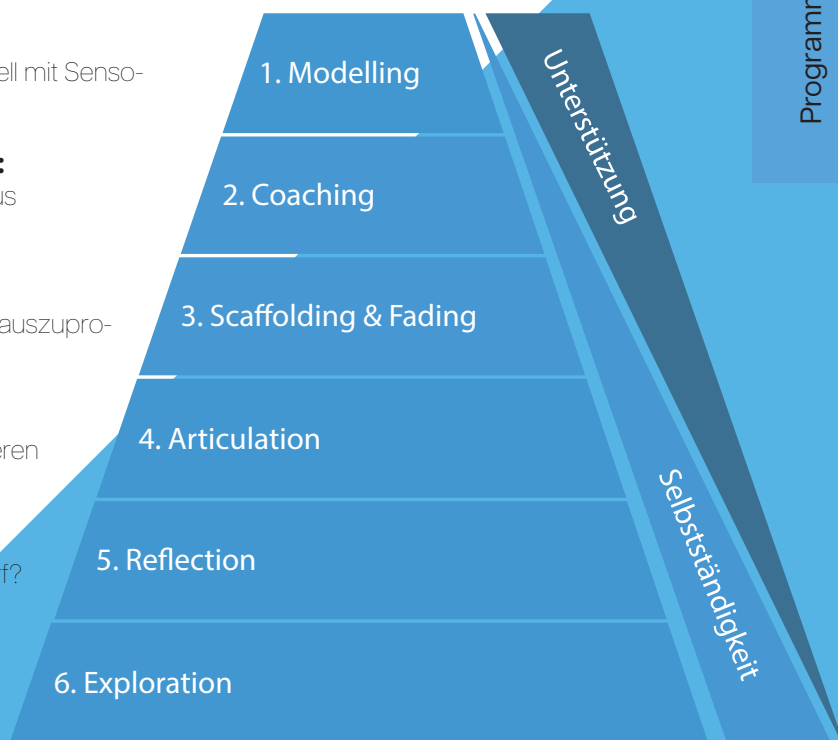 ell mit Senso-
:
us
auszupro-
eren
f?
1. Modelling
2. Coaching
3. Scaffolding & Fading
4. Articulation
5. Reflection
6. Exploration
Unterstützung
Selbstständigkeit
Programm